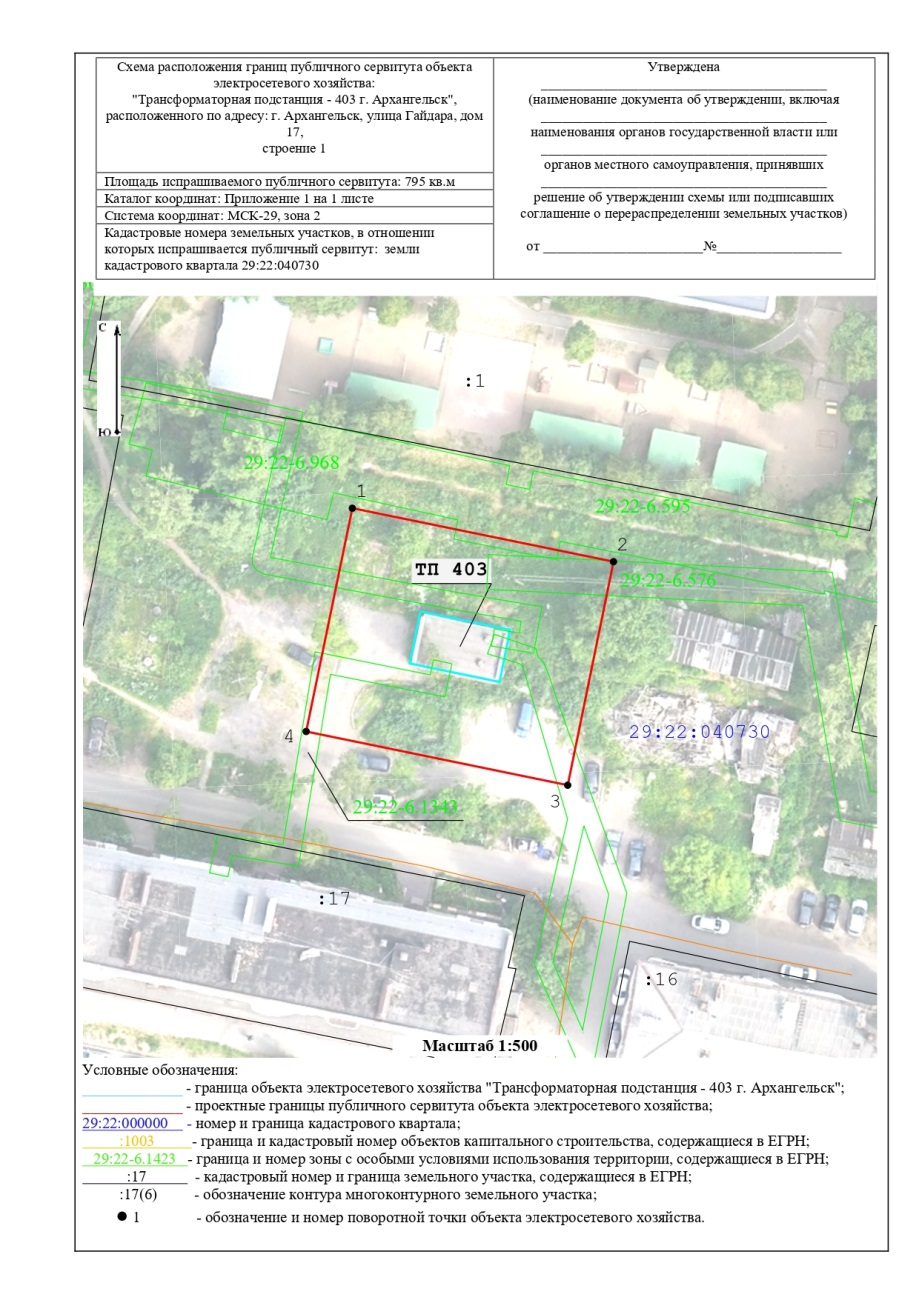 Схема расположения границ публичного сервитута объекта
электросетевого хозяйства:
"Трансформаторная подстанция - 403 г. Архангельск",
расположенного по адресу: г. Архангельск, улица Гайдара, дом
17,
строение 1
Площадь испрашиваемого публичного сервитута: 795 кв.м
Каталог координат: Приложение 1 на 1 листе
Система координат: МСК-29, зона 2
Кадастровые номера земельных участков, в отношении
которых испрашивается публичный сервитут: земли
кадастрового квартала 29:22:040730
Утверждена
(наименование документа об утверждении, включая
наименования органов государственной власти или
органов местного самоуправления, принявших
решение об утверждении схемы или подписавших
соглашение о перераспределении земельных участков)
от ______________________ №_________________
С
Ю
:1
29:22-6.968
1
29:22-6.595
2
ТП 403
29:22-6.576
29:22:040730
4
3
29:22-6.1343
:17
:16
Масштаб 1:500
Условные обозначения:
- граница объекта электросетевого хозяйства "Трансформаторная подстанция - 403 г. Архангельск";
- проектные границы публичного сервитута объекта электросетевого хозяйства;
29:22:000000 - номер и граница кадастрового квартала;
:1003 - граница и кадастровый номер объектов капитального строительства, содержащиеся в ЕГРН;
29:22-6.1423 - граница и номер зоны с особыми условиями использования территории, содержащиеся в ЕГРН;
:17 - кадастровый номер и граница земельного участка, содержащиеся в ЕГРН;
:17(6) - обозначение контура многоконтурного земельного участка;
● 1 - обозначение и номер поворотной точки объекта электросетевого хозяйства.